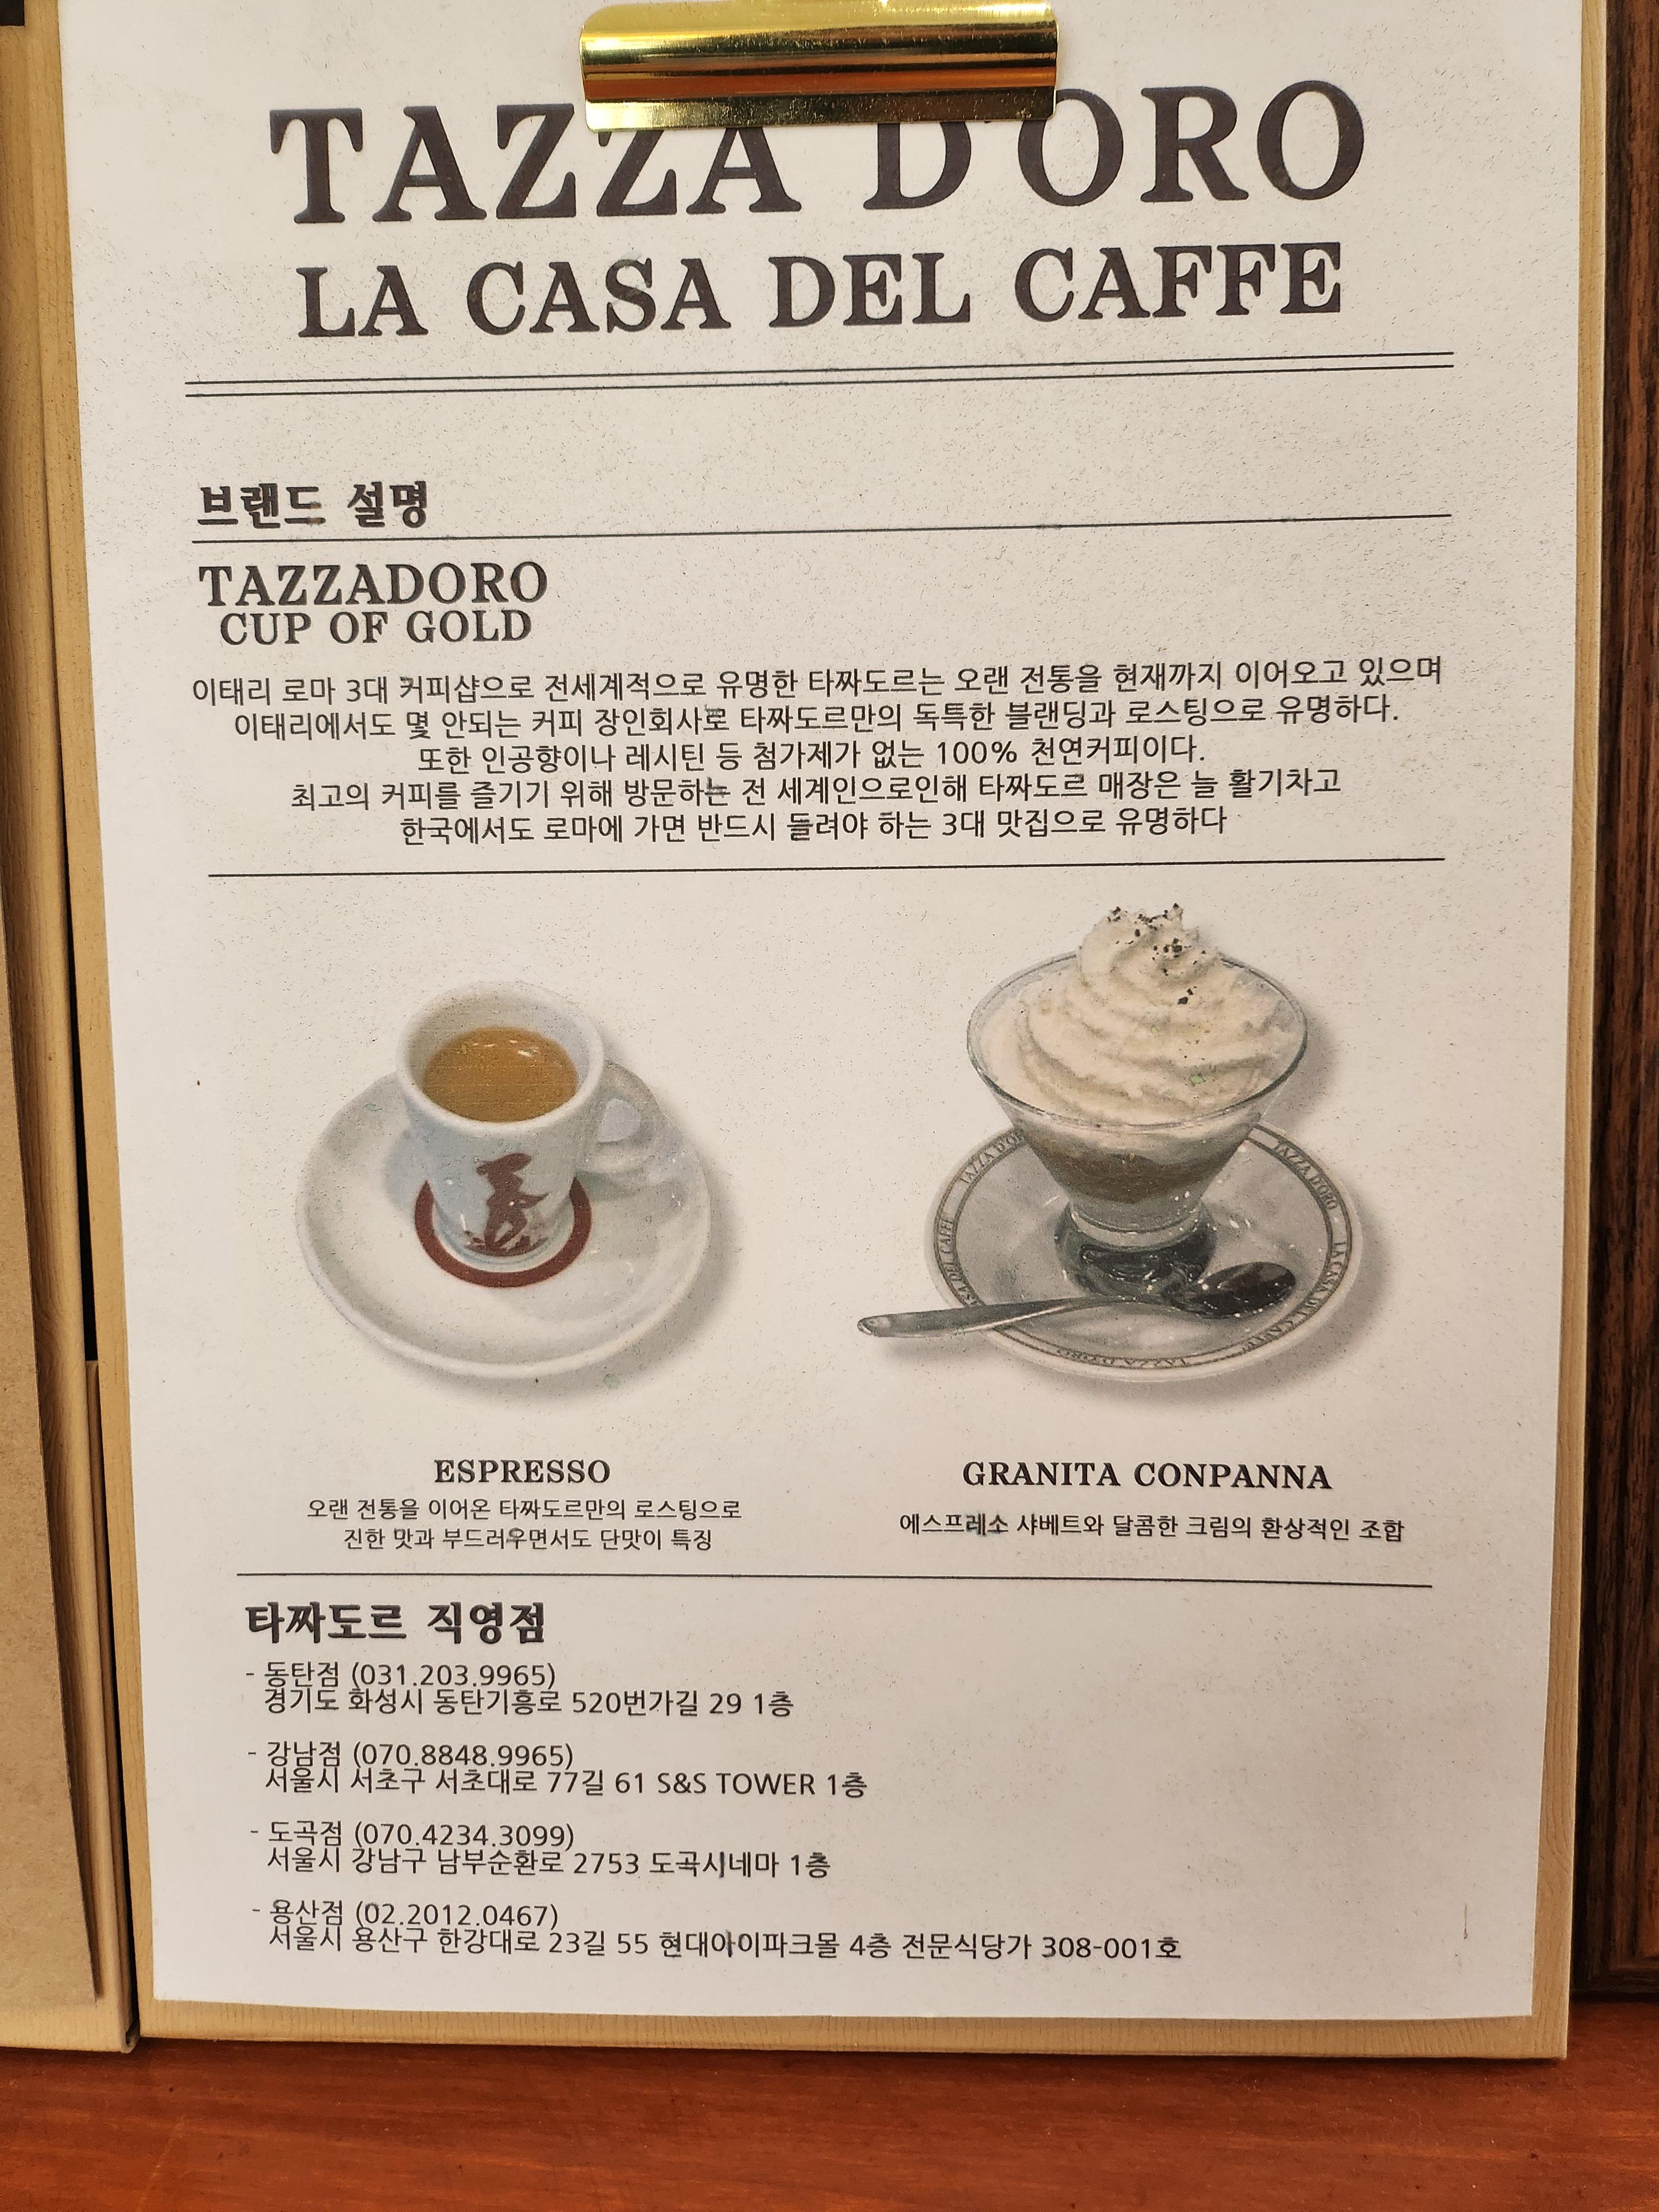 TAZZA D'ORO
LA CASA DEL CAFFE
브랜드 설명
TAZZADORO
CUP OF GOLD
이태리 로마 3대 커피샵으로 전세계적으로 유명한 타짜도르는 오랜 전통을 현재까지 이어오고 있으며
이태리에서도 몇 안되는 커피 장인회사로 타짜도르만의 독특한 블랜딩과 로스팅으로 유명하다.
또한 인공향이나 레시틴 등 첨가제가 없는 100% 천연커피이다.
최고의 커피를 즐기기 위해 방문하는 전 세계인으로인해 타짜도르 매장은 늘 활기차고
한국에서도 로마에 가면 반드시 들려야 하는 3대 맛집으로 유명하다
TAZZA D'ORO
TAZZA D'ORO
LA CASA DEL CAFFE
TAZZA D'ORO
ESPRESSO
오랜 전통을 이어온 타짜도르만의 로스팅으로
진한 맛과 부드러우면서도 단맛이 특징
GRANITA CONPANNA
에스프레소 샤베트와 달콤한 크림의 환상적인 조합
타짜도르 직영점
- 동탄점 (031.203.9965)
경기도 화성시 동탄기흥로 520번가길 29 1층
- 강남점 (070.8848.9965)
서울시 서초구 서초대로 77길 61 S&S TOWER 1층
- 도곡점 (070.4234.3099)
서울시 강남구 남부순환로 2753 도곡시네마 1층
- 용산점 (02.2012.0467)
서울시 용산구 한강대로 23길 55 현대아이파크몰 4층 전문식당가 308-001호